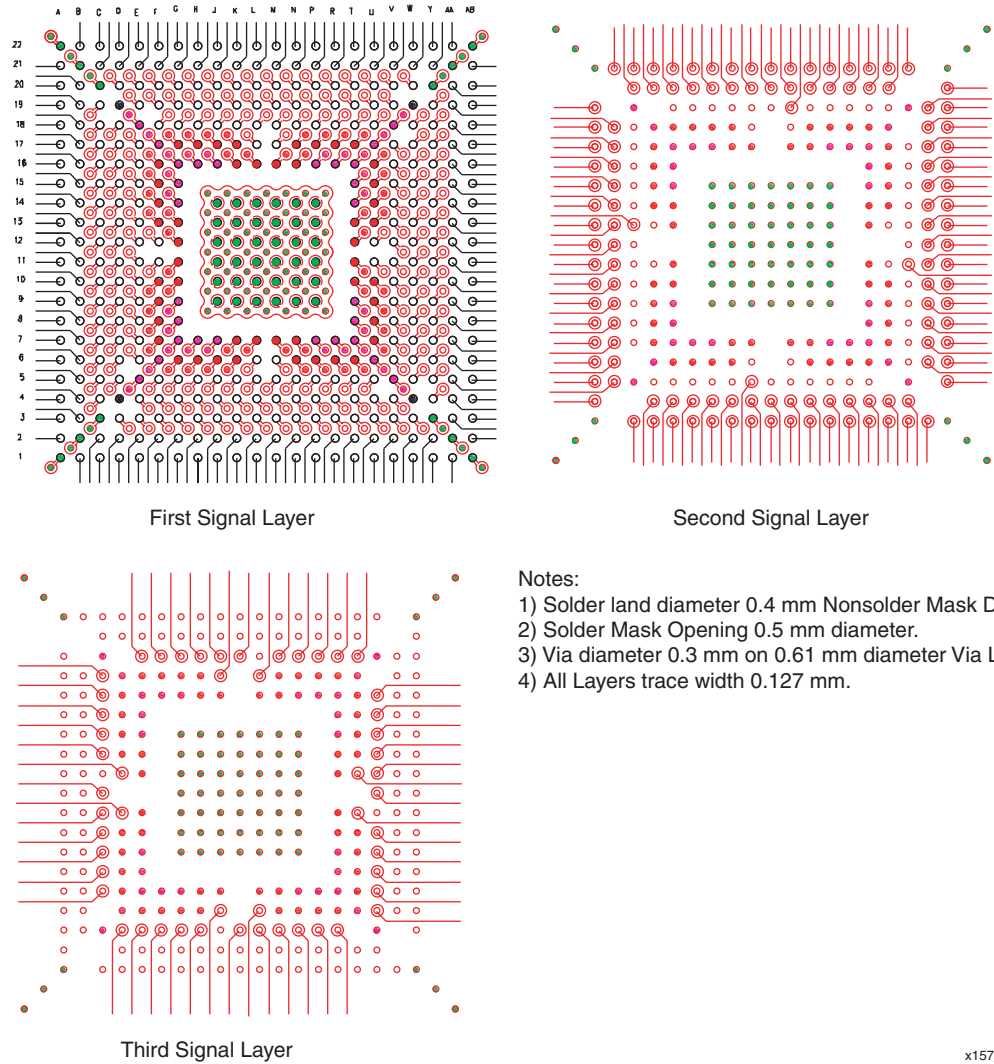 A B C D E F G H J K L M N P R T U V W Y AA AB
22
21
20
19
18
17
16
15
14
13
12
11
10
9
8
7
6
5
4
3
2
1
First Signal Layer
Second Signal Layer
Notes:
1) Solder land diameter 0.4 mm Nonsolder Mask D
2) Solder Mask Opening 0.5 mm diameter.
3) Via diameter 0.3 mm on 0.61 mm diameter Via L
4) All Layers trace width 0.127 mm.
Third Signal Layer
x157